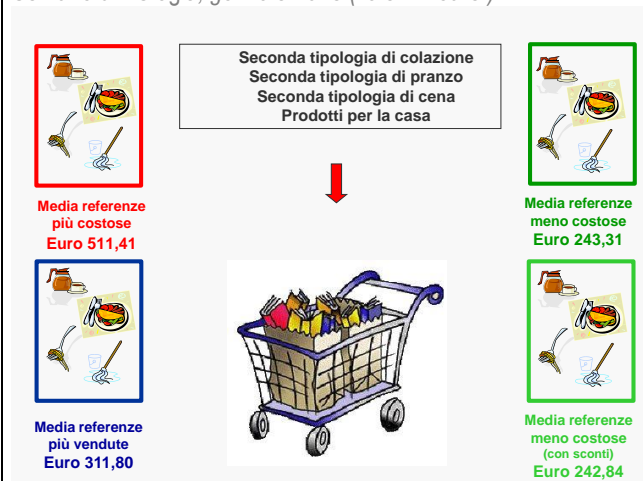 Seconda tipologia di colazione
Seconda tipologia di pranzo
Seconda tipologia di cena
Prodotti per la casa
Media referenze
più costose
Euro 511,41
Media referenze
meno costose
Euro 243,31
Media referenze
più vendute
Euro 311,80
Media referenze
meno costose
(con sconti)
Euro 242,84